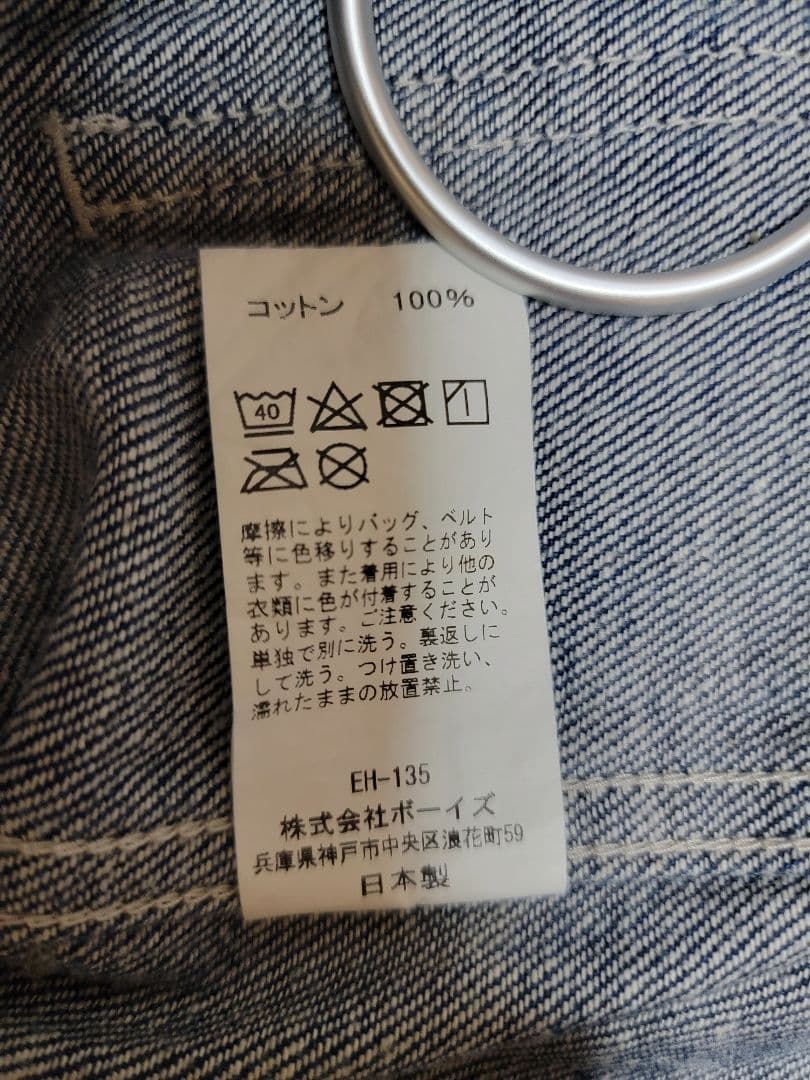 コットン 100%
40
摩擦によりバッグ、ベルト
等に色移りすることがあり
ます。また着用により他の
衣類に色が付着することが
あります。ご注意ください。
単独で別に洗う。裏返しに
して洗う。つけ置き洗い、
濡れたままの放置禁止。
EH-135
株式会社ボーイズ
兵庫県神戸市中央区浪花町59
日本製